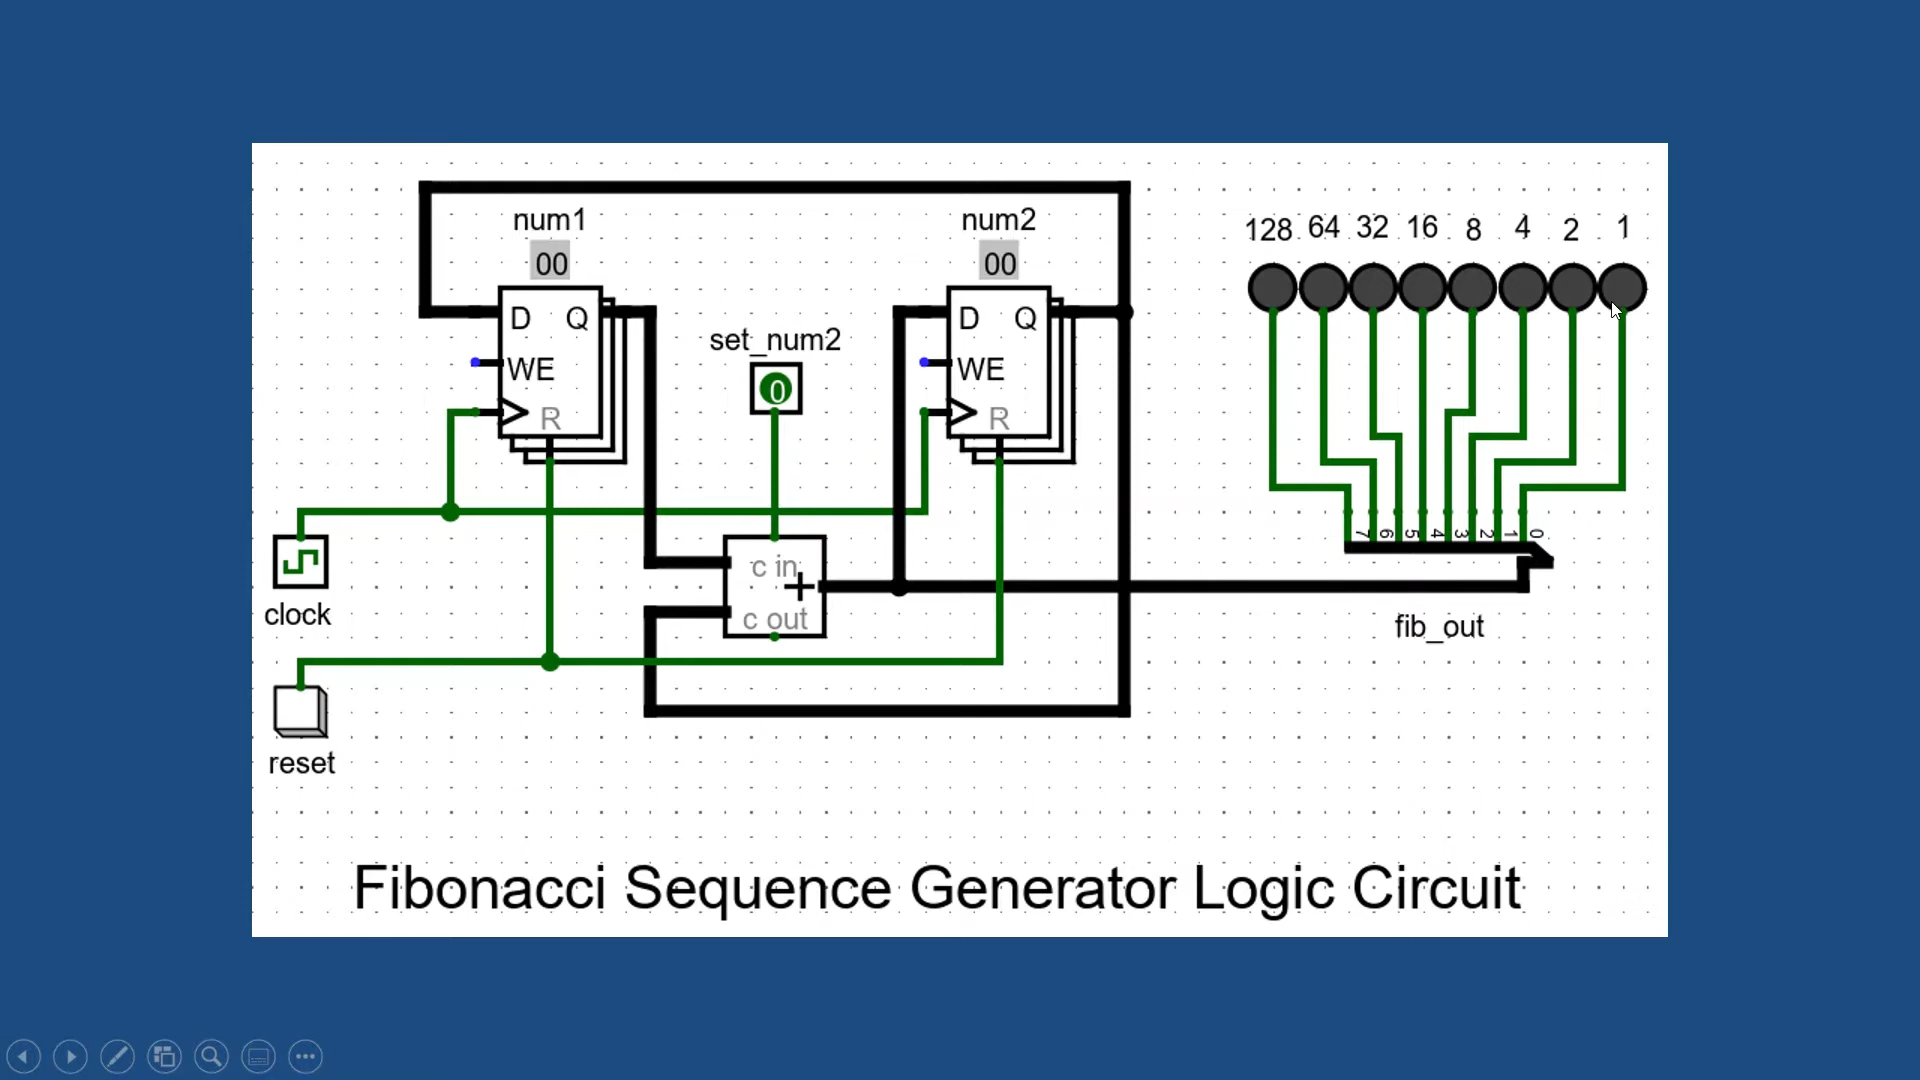 num1
num2
128 64 32 16 8 4 2 1
00
00
D Q
D Q
set_num2
WE
0
WE
R
R
7 6 5 4 3 2 1 0
c in
+
c out
clock
fib_out
reset
Fibonacci Sequence Generator Logic Circuit